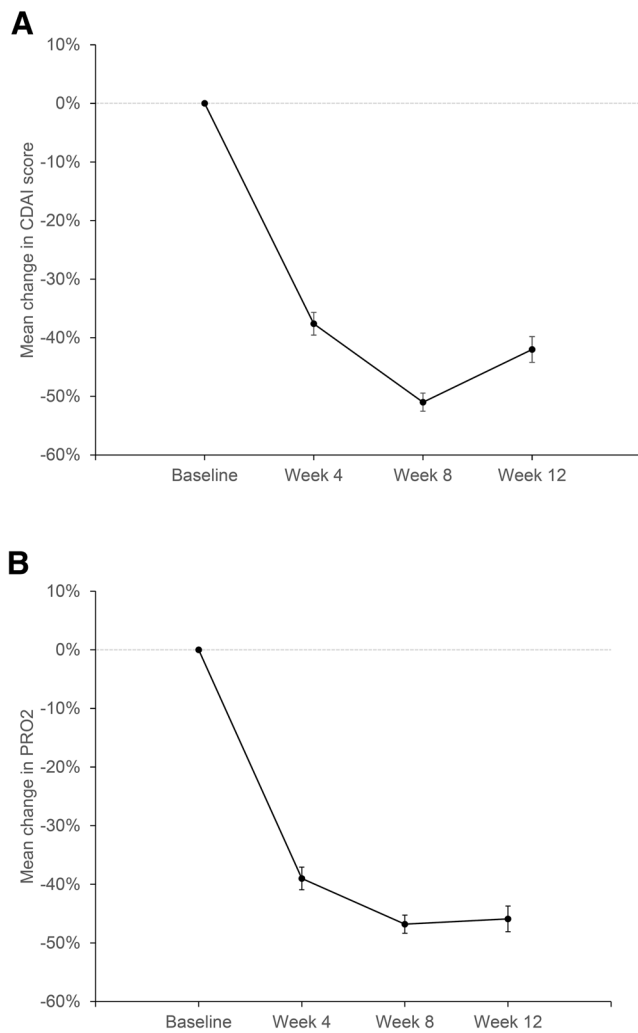 A
10%
0%
-10%
-20%
-30%
-40%
-50%
-60%
Mean change in CDAI score
Baseline Week 4 Week 8 Week 12
B
10%
0%
-10%
-20%
-30%
-40%
-50%
-60%
Mean change in PRO2
Baseline Week 4 Week 8 Week 12